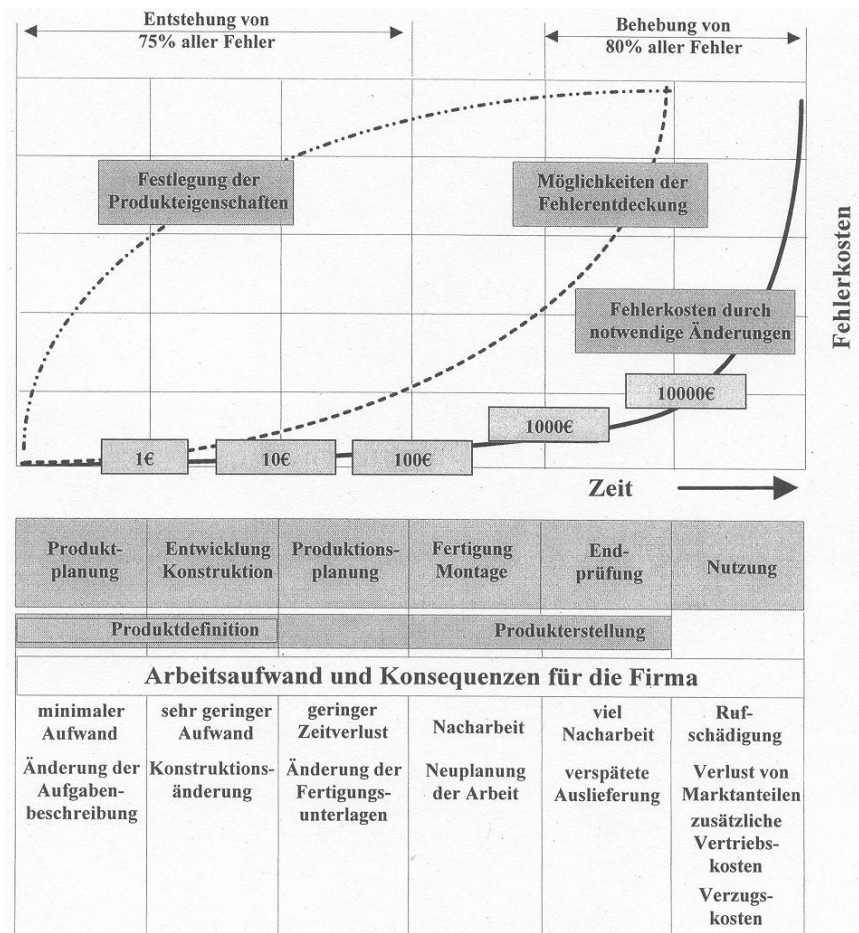 Entstehung von
75% aller Fehler
Behebung von
80% aller Fehler
Festlegung der
Produkteigenschaften
Möglichkeiten der
Fehlerentdeckung
Fehlerkosten durch
notwendige Änderungen
Fehlerkosten
1€
10€
100€
1000€
10000€
Zeit
Produkt-
planung
Entwicklung
Konstruktion
Produktions-
planung
Fertigung
Montage
End-
prüfung
Nutzung
Produktdefinition
Produkterstellung
Arbeitsaufwand und Konsequenzen für die Firma
minimaler
Aufwand
Änderung der
Aufgaben-
beschreibung
sehr geringer
Aufwand
Konstruktions-
änderung
geringer
Zeitverlust
Änderung der
Fertigungs-
unterlagen
Nacharbeit
Neuplanung
der Arbeit
viel
Nacharbeit
verspätete
Auslieferung
Ruf-
schädigung
Verlust von
Marktanteilen
zusätzliche
Vertriebs-
kosten
Verzugs-
kosten